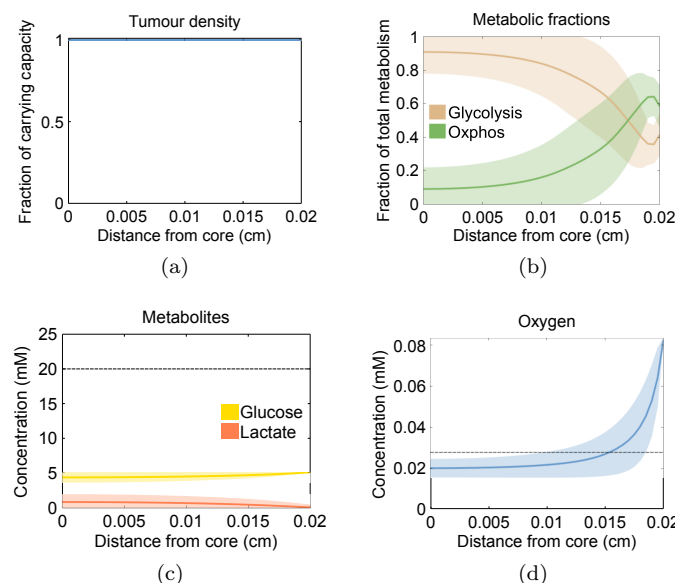 Tumour density
Fraction of carrying capacity
1
0.5
0
0 0.005 0.01 0.015 0.02
Distance from core (cm)
(a)
Metabolic fractions
Fraction of total metabolism
1
0.8
0.6
0.4
0.2
0
Glycolysis
Oxphos
0 0.005 0.01 0.015 0.02
Distance from core (cm)
(b)
Metabolites
Concentration (mM)
25
20
15
10
5
0
Glucose
Lactate
0 0.005 0.01 0.015 0.02
Distance from core (cm)
(c)
Oxygen
Concentration (mM)
0.08
0.06
0.04
0.02
0
0 0.005 0.01 0.015 0.02
Distance from core (cm)
(d)